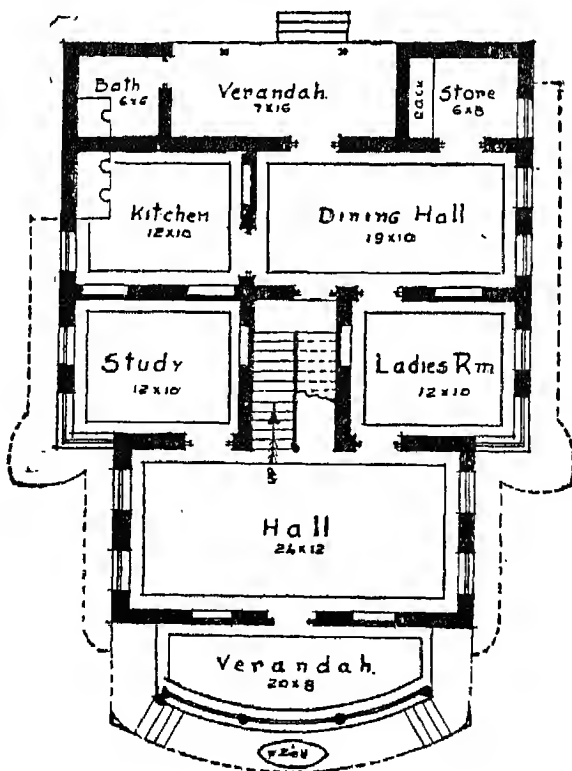 Bath
6x6
Verandah.
7x16
Store
6x8
Kitchen
12x10
Dining Hall
19x10
Study
12x10
Ladies Rm
12x10
Hall
24x12
Verandah.
20x8